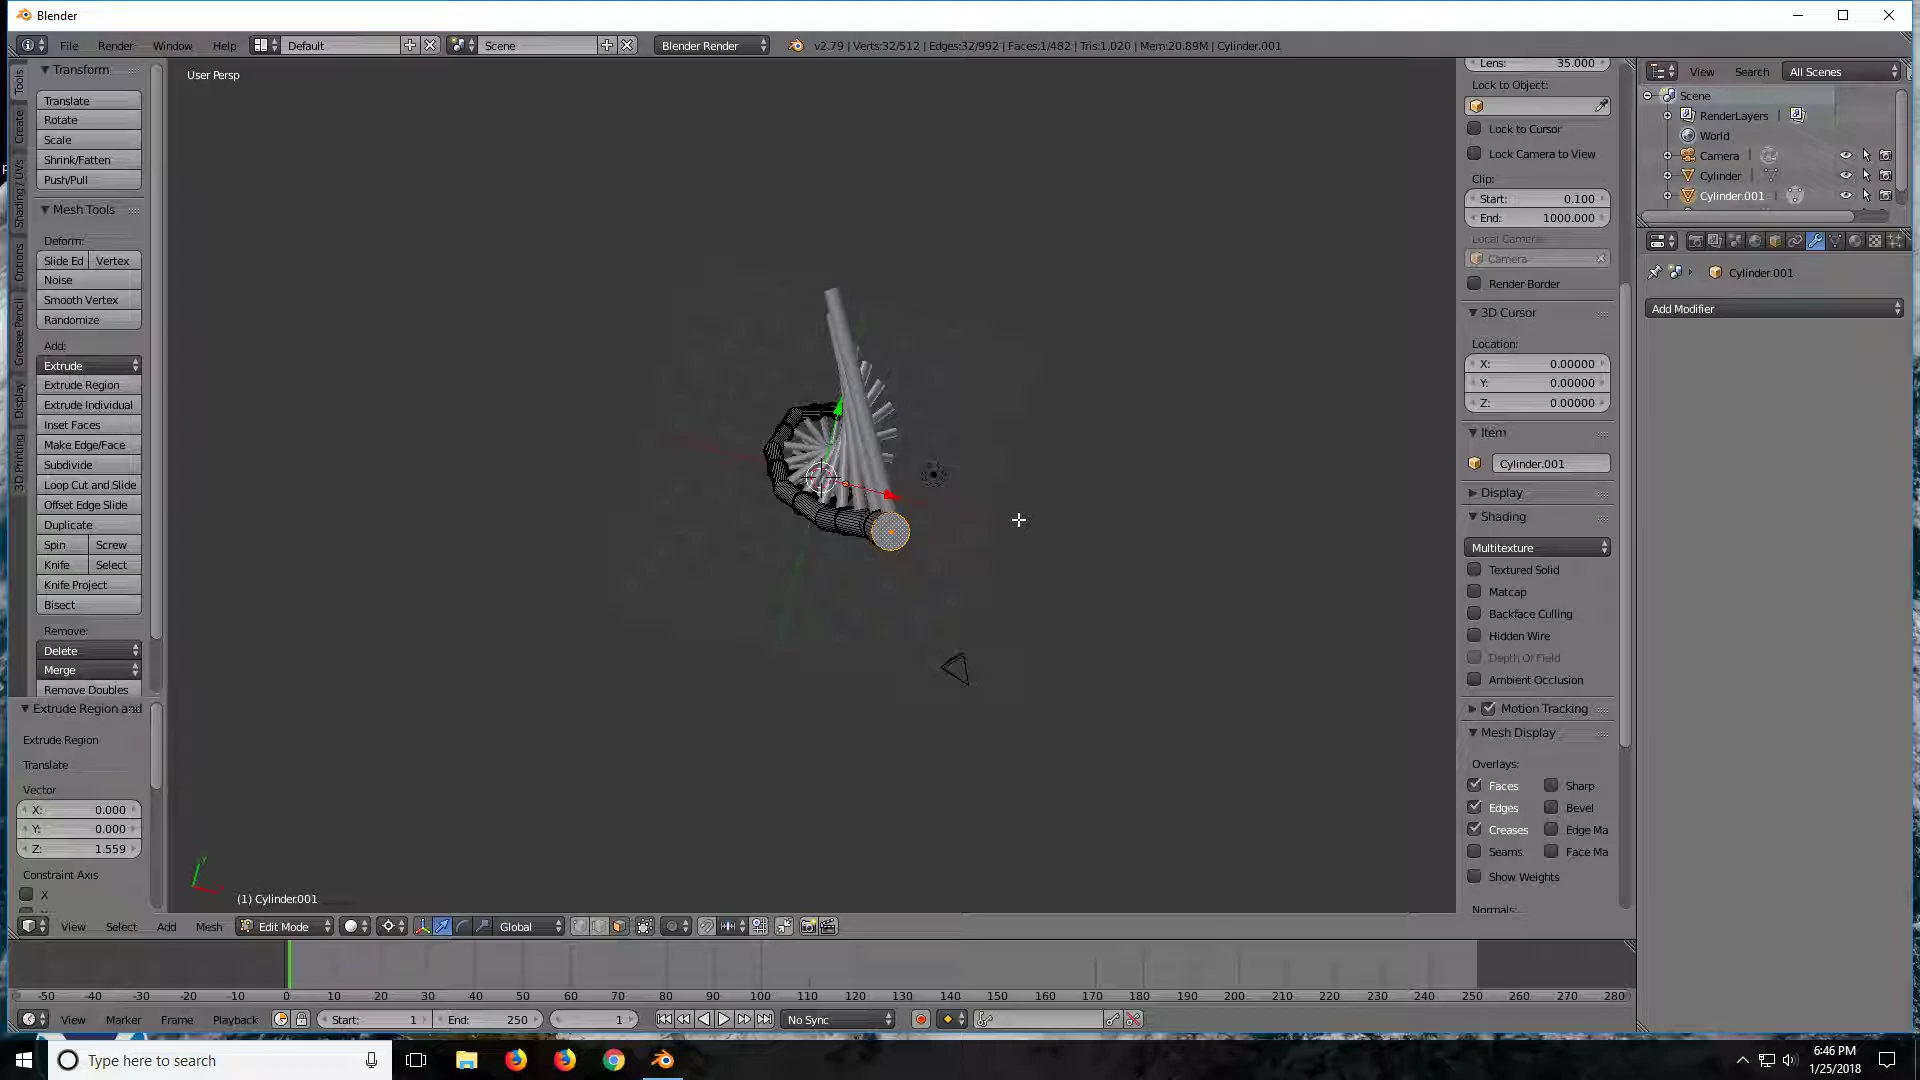 Blender
File Render Window Help Default Scene Blender Render v2.79 | Verts:32/512 | Edges:32/992 | Faces:1/482 | Tris:1,020 | Mem:20.89M | Cylinder.001
Tools
Create
Shading / UVs
Options
Grease Pencil
Display
3D Printing
Transform
Translate
Rotate
Scale
Shrink/Fatten
Push/Pull
Mesh Tools
Deform:
Slide Ed Vertex
Noise
Smooth Vertex
Randomize
Add:
Extrude
Extrude Region
Extrude Individual
Inset Faces
Make Edge/Face
Subdivide
Loop Cut and Slide
Offset Edge Slide
Duplicate
Spin Screw
Knife Select
Knife Project
Bisect
Remove:
Delete
Merge
Remove Doubles
Extrude Region and
Extrude Region
Translate
Vector
X: 0.000
Y: 0.000
Z: 1.559
Constraint Axis
X
User Persp
(1) Cylinder.001
Lens: 35.000
Lock to Object:
Lock to Cursor
Lock Camera to View
Clip:
Start: 0.100
End: 1000.000
Local Camera:
Camera
Render Border
3D Cursor
Location:
X: 0.00000
Y: 0.00000
Z: 0.00000
Item
Cylinder.001
Display
Shading
Multitexture
Textured Solid
Matcap
Backface Culling
Hidden Wire
Depth Of Field
Ambient Occlusion
Motion Tracking
Mesh Display
Overlays:
Faces Sharp
Edges Bevel
Creases Edge Ma
Seams Face Ma
Show Weights
Normals:
View Search All Scenes
Scene
RenderLayers
World
Camera
Cylinder
Cylinder.001
Cylinder.001
Add Modifier
View Select Add Mesh Edit Mode Global
-50 -40 -30 -20 -10 0 10 20 30 40 50 60 70 80 90 100 110 120 130 140 150 160 170 180 190 200 210 220 230 240 250 260 270 280
View Marker Frame Playback Start: 1 End: 250 1 No Sync
Type here to search
6:46 PM
1/25/2018